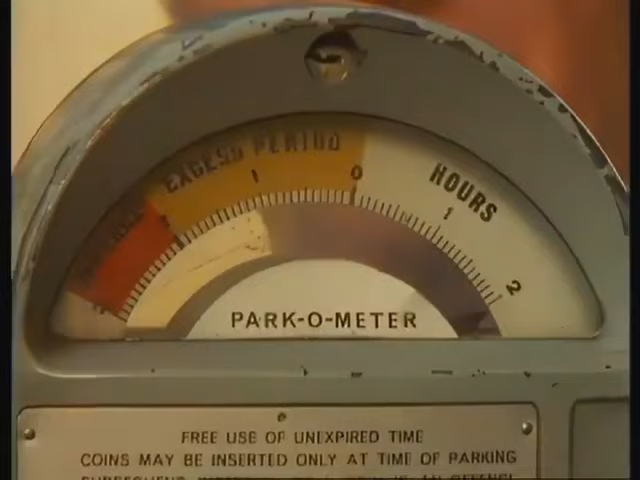 EXCESS PERIOD
HOURS
1
0
1
2
PARK-O-METER
FREE USE OF UNEXPIRED TIME
COINS MAY BE INSERTED ONLY AT TIME OF PARKING